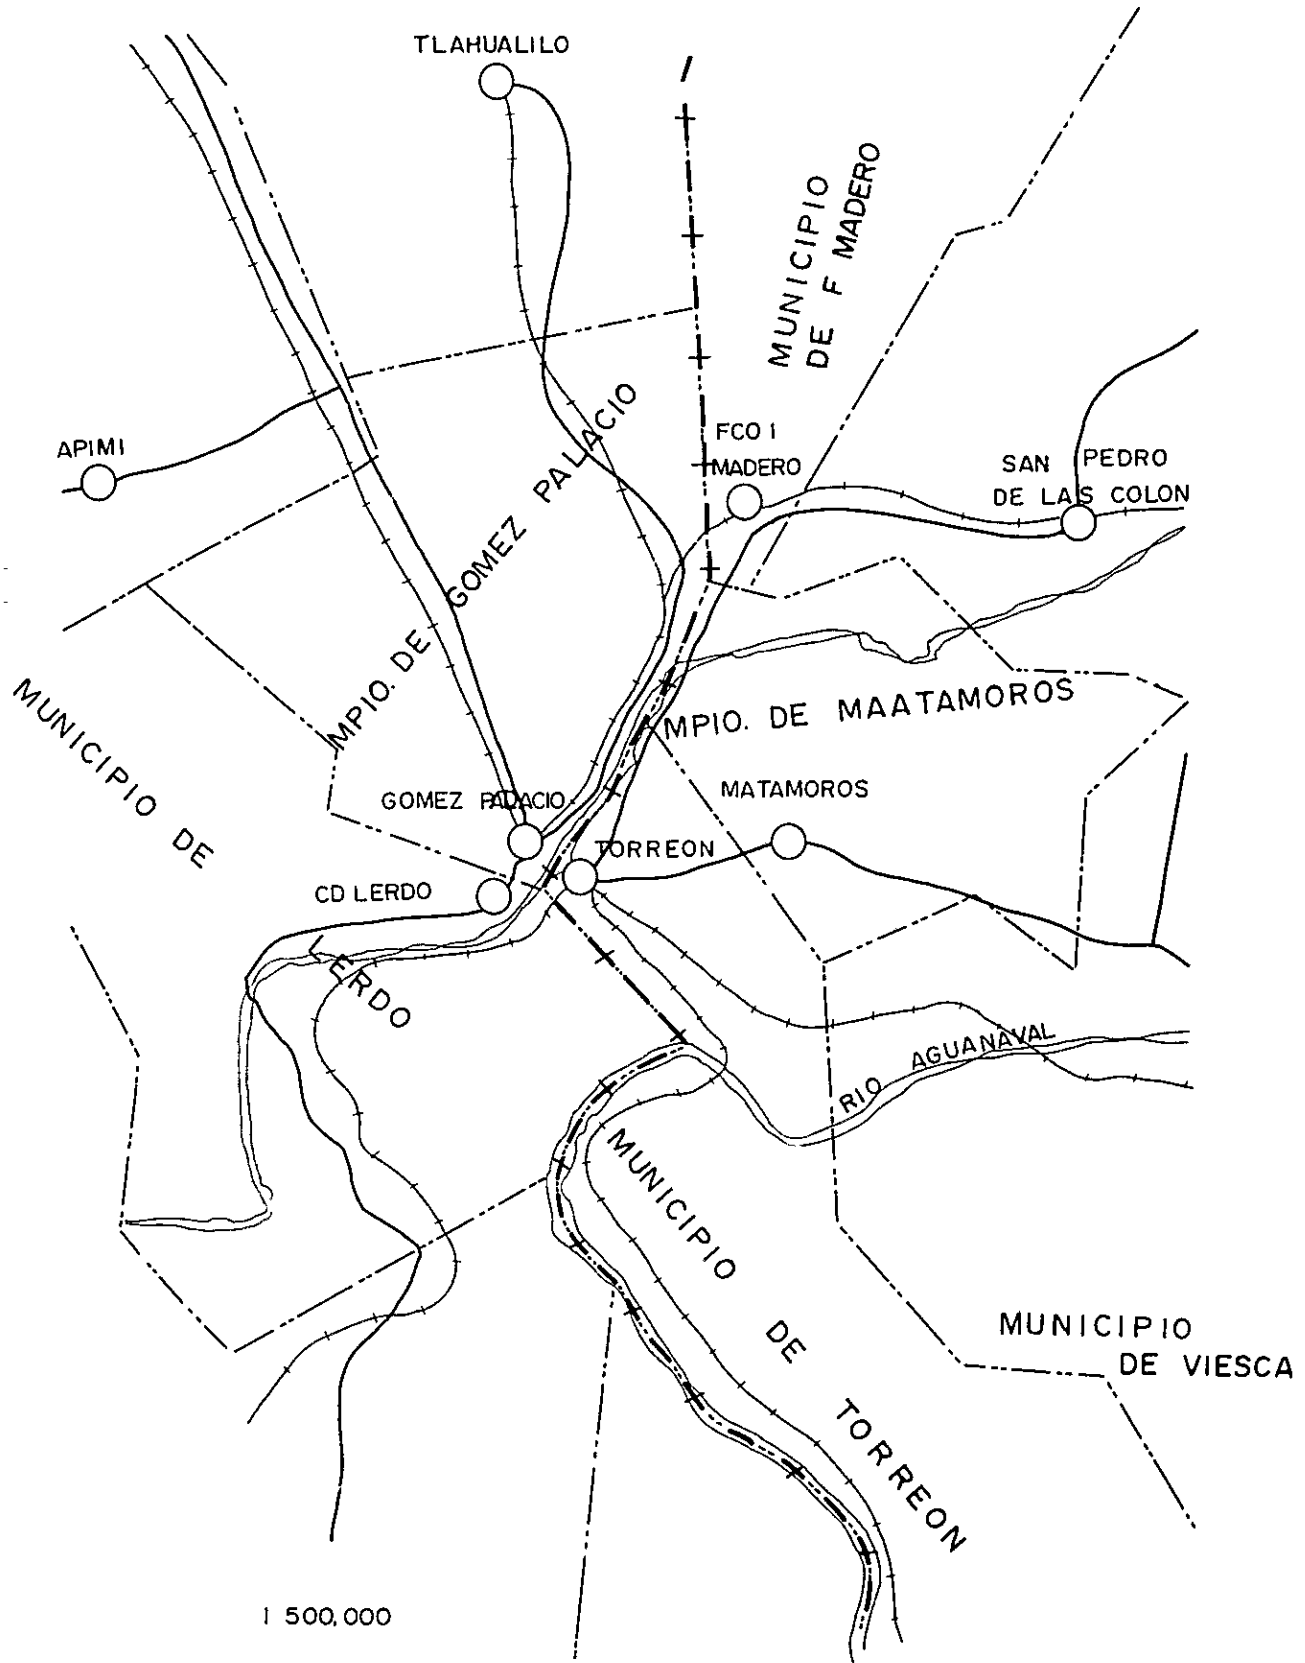 TLAHUALILO
MUNICIPIO
DE F MADERO
APIMI
FCO I
MADERO
SAN PEDRO
DE LAS COLON
MPIO. DE GOMEZ PALACIO
MUNICIPIO DE LERDO
MPIO. DE MAATAMOROS
GOMEZ PALACIO
MATAMOROS
TORREON
CD LERDO
RIO AGUANAVAL
MUNICIPIO DE TORREON
MUNICIPIO
DE VIESCA
1 500,000